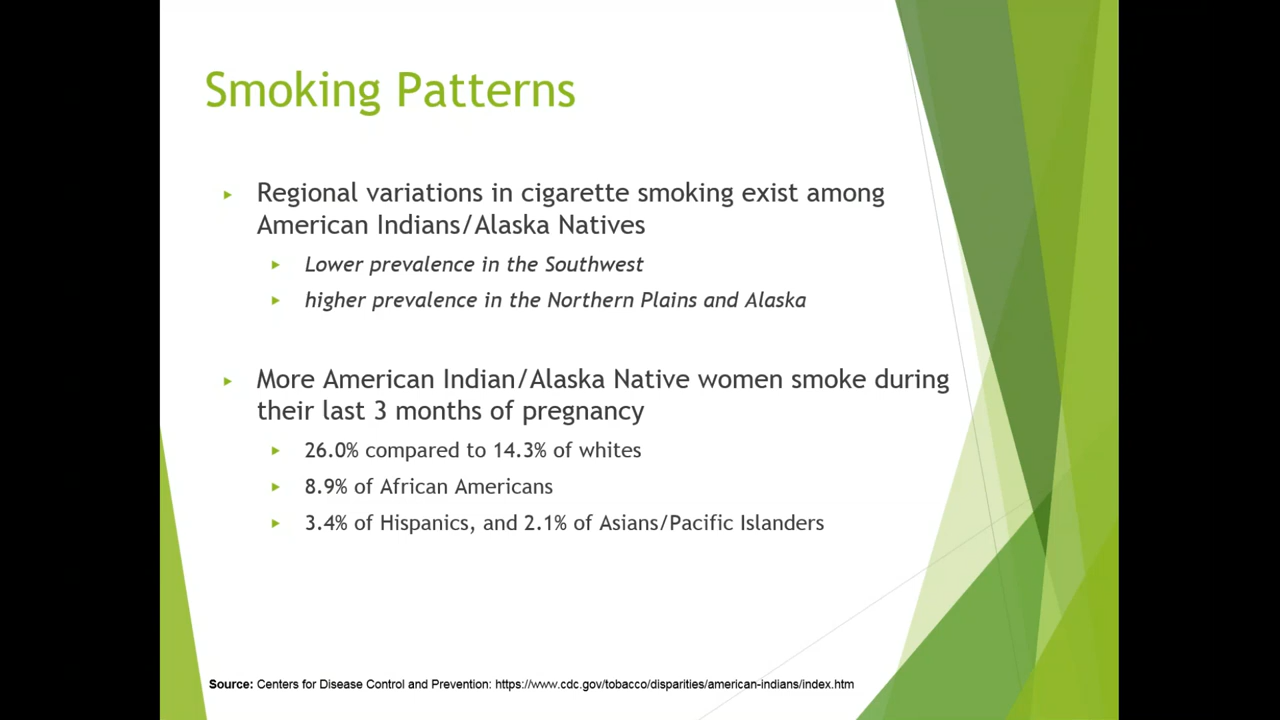 Smoking Patterns
Regional variations in cigarette smoking exist among
American Indians/Alaska Natives
Lower prevalence in the Southwest
higher prevalence in the Northern Plains and Alaska
More American Indian/Alaska Native women smoke during
their last 3 months of pregnancy
26.0% compared to 14.3% of whites
8.9% of African Americans
3.4% of Hispanics, and 2.1% of Asians/Pacific Islanders
Source: Centers for Disease Control and Prevention: https://www.cdc.gov/tobacco/disparities/american-indians/index.htm